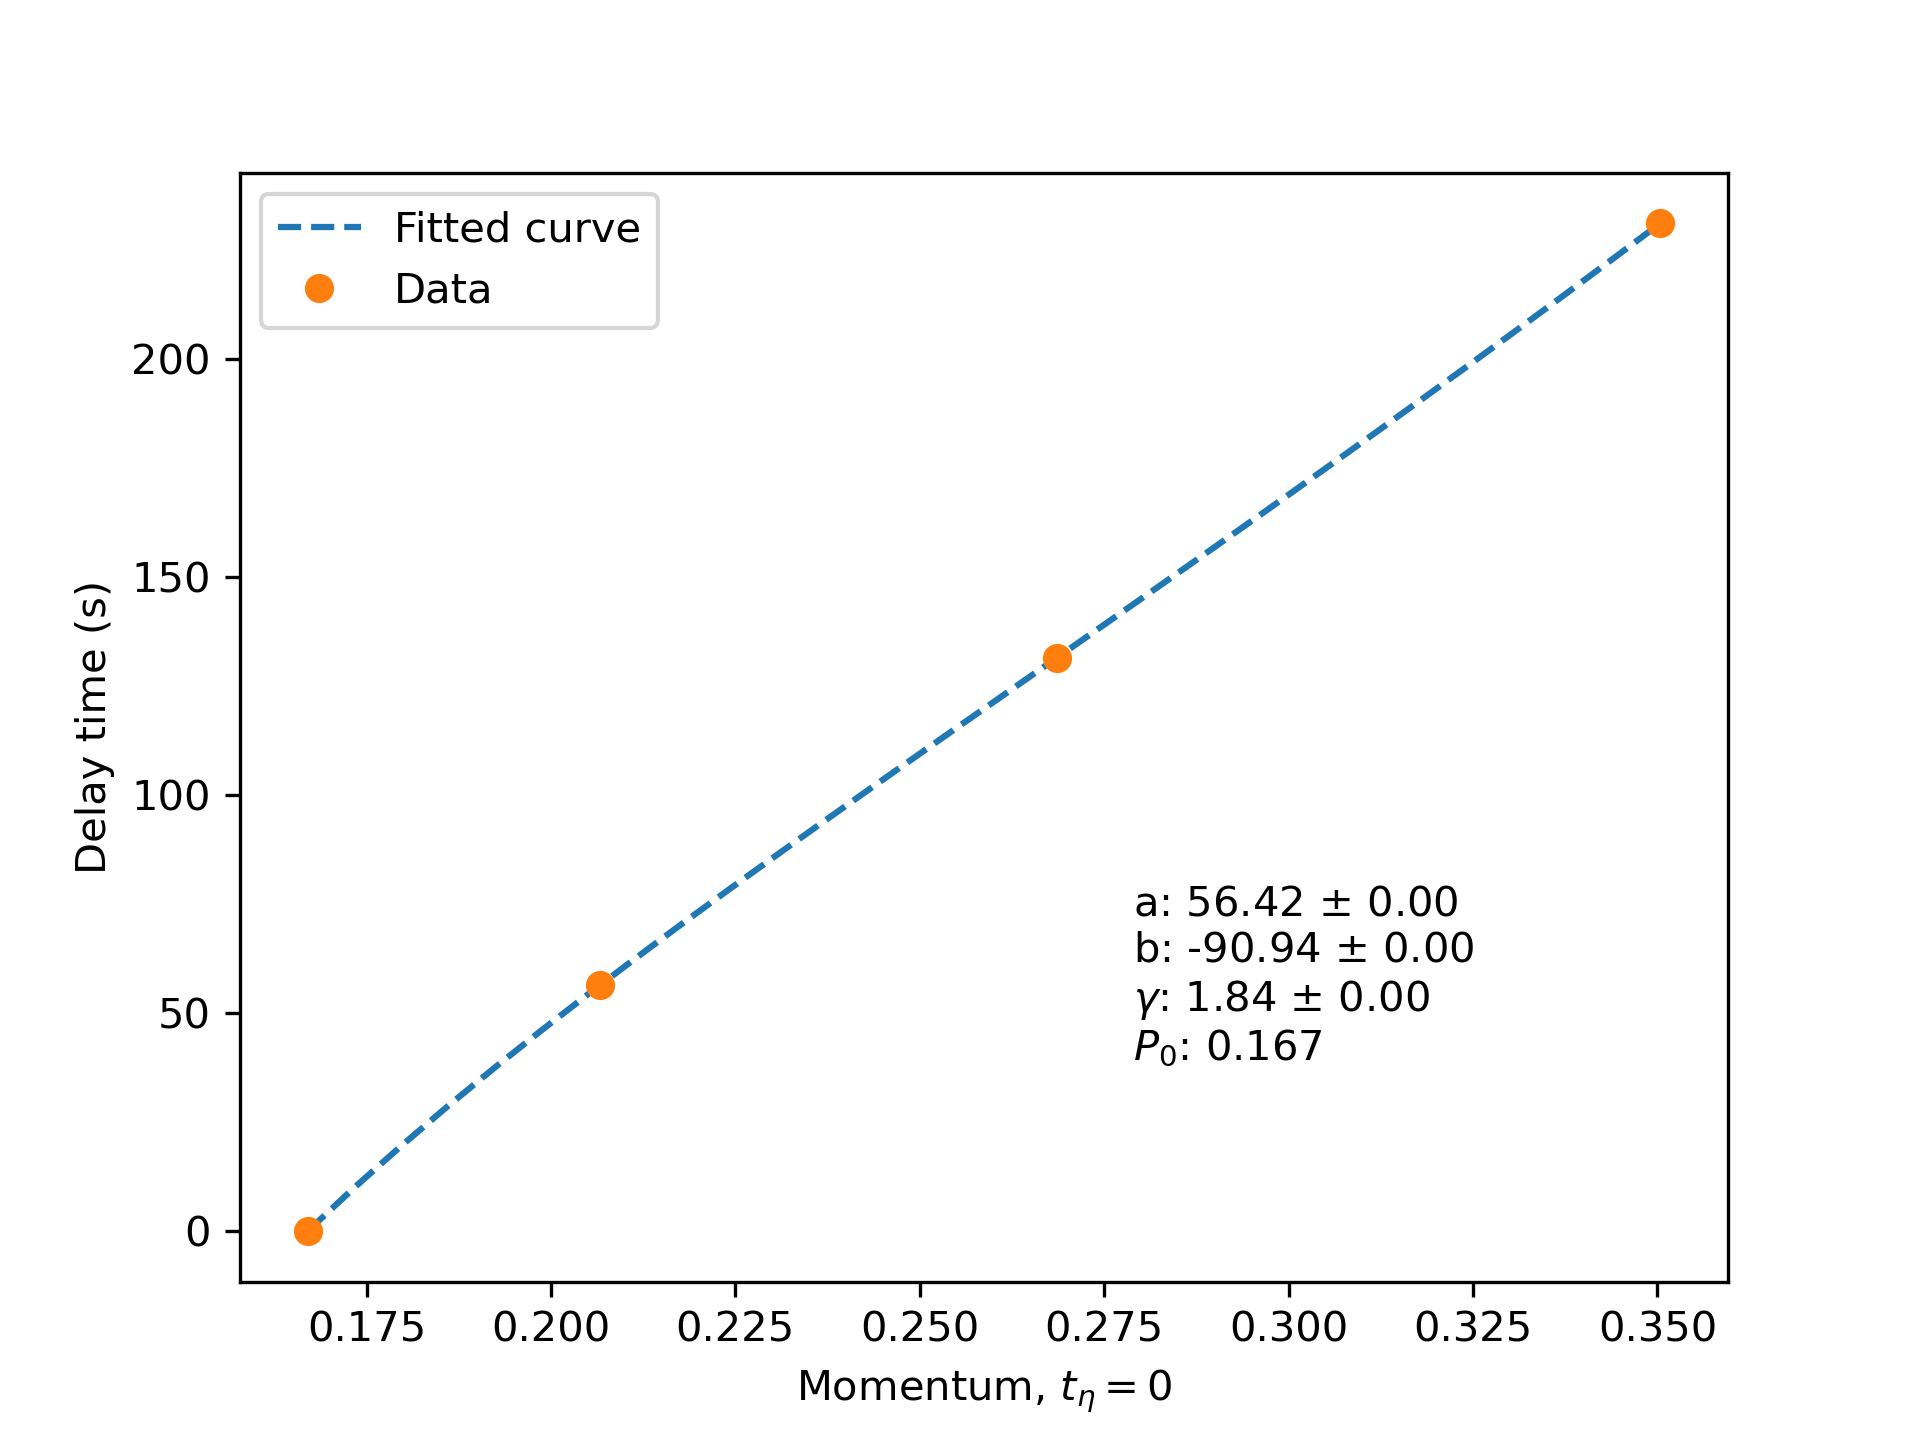 Fitted curve
Data
200
150
100
50
0
Delay time (s)
a: 56.42 ± 0.00
b: -90.94 ± 0.00
γ: 1.84 ± 0.00
P₀: 0.167
0.175 0.200 0.225 0.250 0.275 0.300 0.325 0.350
Momentum, t_η = 0